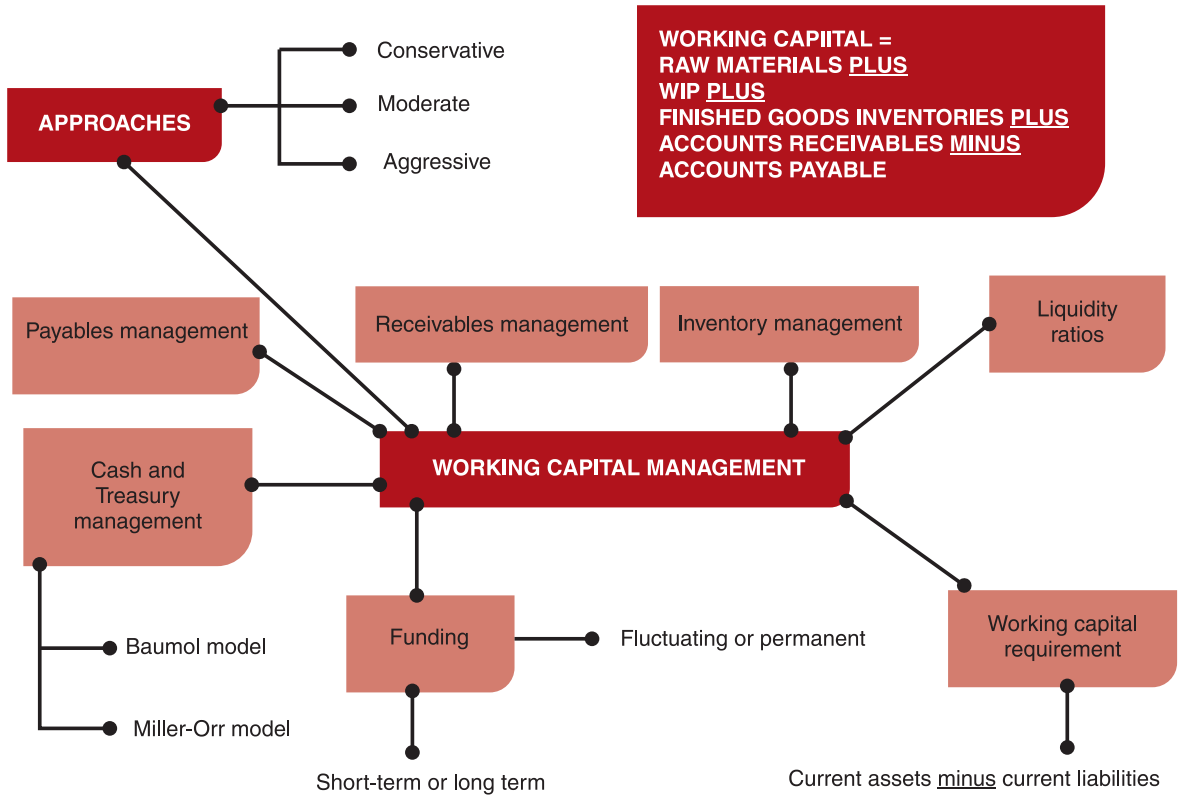 Conservative
Moderate
Aggressive
APPROACHES
WORKING CAPIITAL =
RAW MATERIALS PLUS
WIP PLUS
FINISHED GOODS INVENTORIES PLUS
ACCOUNTS RECEIVABLES MINUS
ACCOUNTS PAYABLE
Payables management
Receivables management
Inventory management
Liquidity
ratios
WORKING CAPITAL MANAGEMENT
Cash and
Treasury
management
Baumol model
Miller-Orr model
Funding
Fluctuating or permanent
Short-term or long term
Working capital
requirement
Current assets minus current liabilities